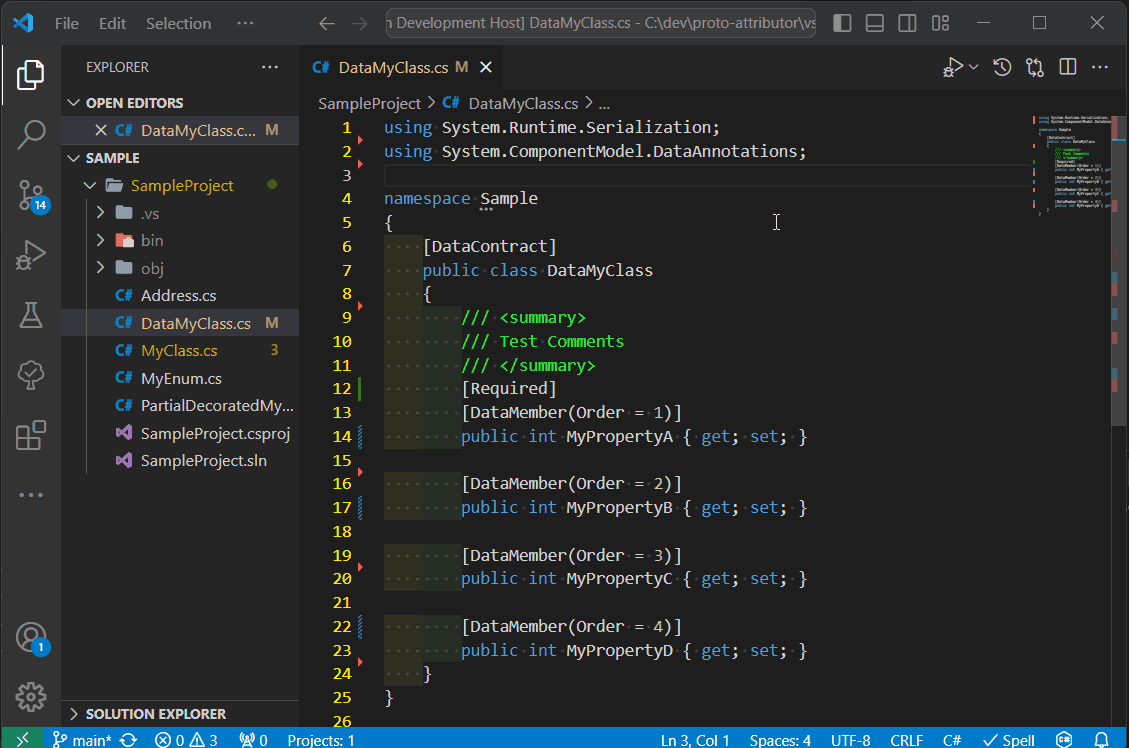 File Edit Selection ···
n Development Host] DataMyClass.cs - C:\dev\proto-attributor\vs
EXPLORER ···
OPEN EDITORS
C# DataMyClass.c... M
SAMPLE
SampleProject
.vs
bin
obj
C# Address.cs
C# DataMyClass.cs M
C# MyClass.cs 3
C# MyEnum.cs
C# PartialDecoratedMy...
SampleProject.csproj
SampleProject.sln
SOLUTION EXPLORER
14
1
C# DataMyClass.cs M
SampleProject > C# DataMyClass.cs > ...
1 using System.Runtime.Serialization;
2 using System.ComponentModel.DataAnnotations;
3
4 namespace Sample
5 {
6 [DataContract]
7 public class DataMyClass
8 {
9 /// <summary>
10 /// Test Comments
11 /// </summary>
12 [Required]
13 [DataMember(Order = 1)]
14 public int MyPropertyA { get; set; }
15
16 [DataMember(Order = 2)]
17 public int MyPropertyB { get; set; }
18
19 [DataMember(Order = 3)]
20 public int MyPropertyC { get; set; }
21
22 [DataMember(Order = 4)]
23 public int MyPropertyD { get; set; }
24 }
25 }
26
main* 0 3 0 Projects: 1 Ln 3, Col 1 Spaces: 4 UTF-8 CRLF C# Spell